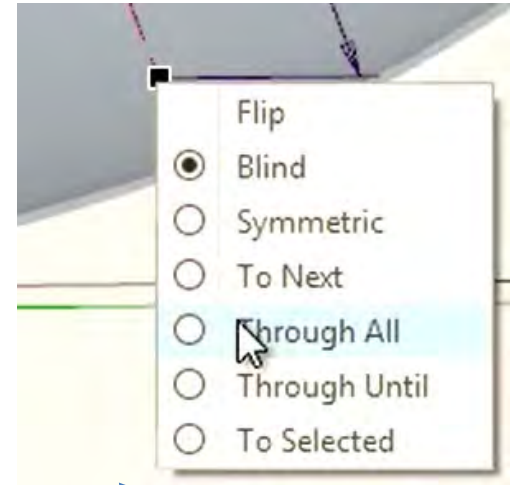 Flip
Blind
Symmetric
To Next
Through All
Through Until
To Selected